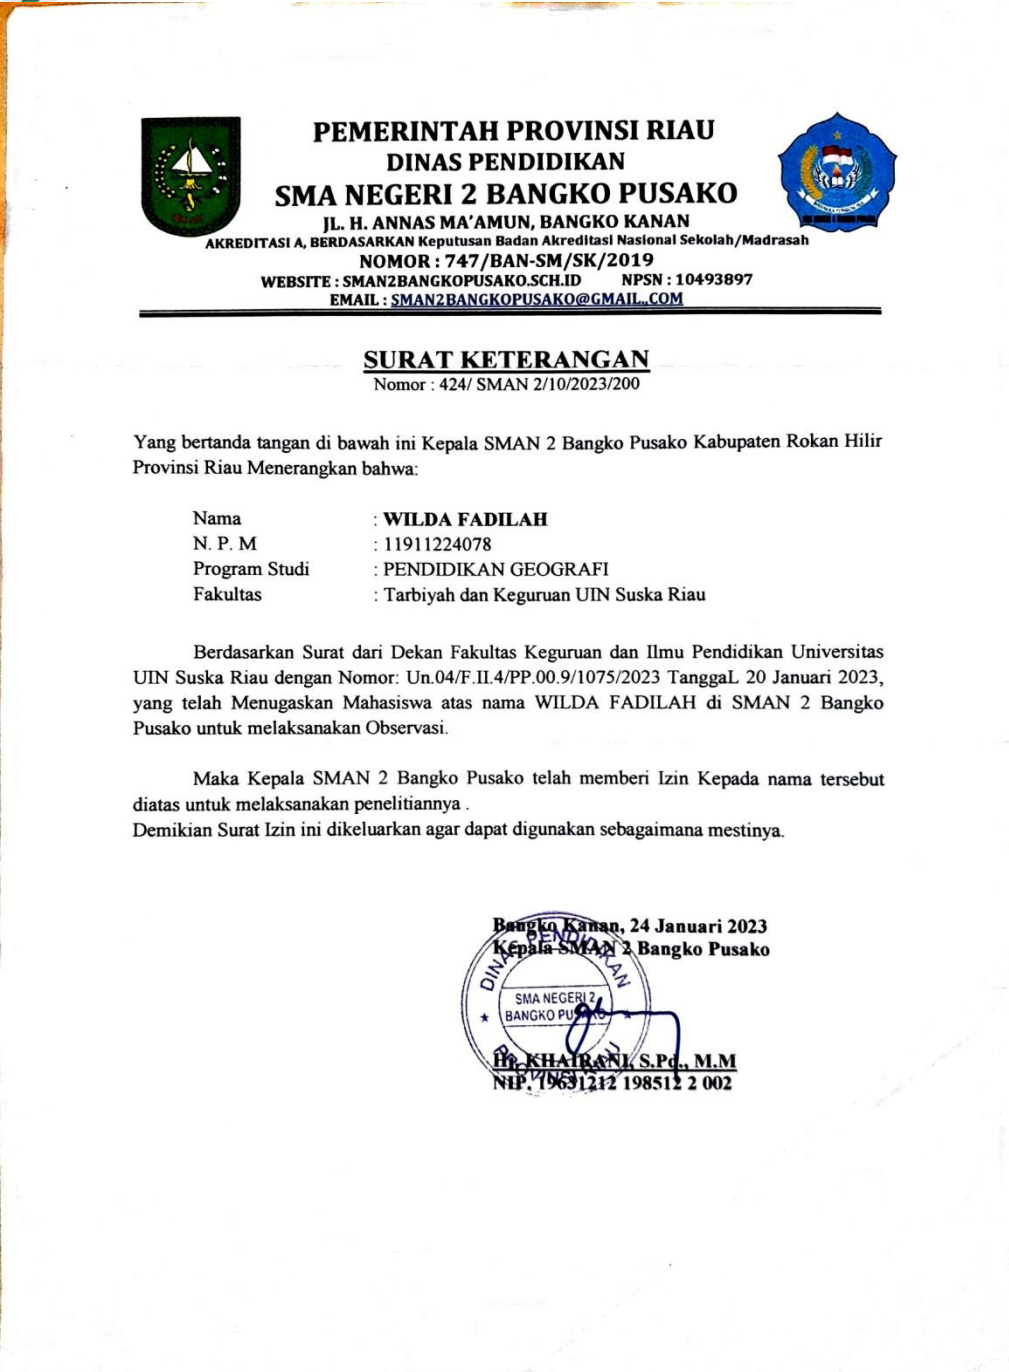 PEMERINTAH PROVINSI RIAU
DINAS PENDIDIKAN
SMA NEGERI 2 BANGKO PUSAKO
JL. H. ANNAS MA'AMUN, BANGKO KANAN
AKREDITASI A, BERDASARKAN Keputusan Badan Akreditasi Nasional Sekolah/Madrasah
NOMOR : 747/BAN-SM/SK/2019
WEBSITE : SMAN2BANGKOPUSAKO.SCH.ID NPSN : 10493897
EMAIL : SMAN2BANGKOPUSAKO@GMAIL.,COM
SURAT KETERANGAN
Nomor : 424/ SMAN 2/10/2023/200
Yang bertanda tangan di bawah ini Kepala SMAN 2 Bangko Pusako Kabupaten Rokan Hilir
Provinsi Riau Menerangkan bahwa:
Nama : WILDA FADILAH
N. P. M : 11911224078
Program Studi : PENDIDIKAN GEOGRAFI
Fakultas : Tarbiyah dan Keguruan UIN Suska Riau
Berdasarkan Surat dari Dekan Fakultas Keguruan dan Ilmu Pendidikan Universitas
UIN Suska Riau dengan Nomor: Un.04/F.II.4/PP.00.9/1075/2023 TanggaL 20 Januari 2023,
yang telah Menugaskan Mahasiswa atas nama WILDA FADILAH di SMAN 2 Bangko
Pusako untuk melaksanakan Observasi.
Maka Kepala SMAN 2 Bangko Pusako telah memberi Izin Kepada nama tersebut
diatas untuk melaksanakan penelitiannya .
Demikian Surat Izin ini dikeluarkan agar dapat digunakan sebagaimana mestinya.
Bangko Kanan, 24 Januari 2023
Kepala SMAN 2 Bangko Pusako
DINAS PENDIDIKAN
SMA NEGERI 2
BANGKO PUSAKO
PROVINSI RIAU
Hj. KHAIRANI, S.Pd., M.M
NIP. 19631212 198512 2 002